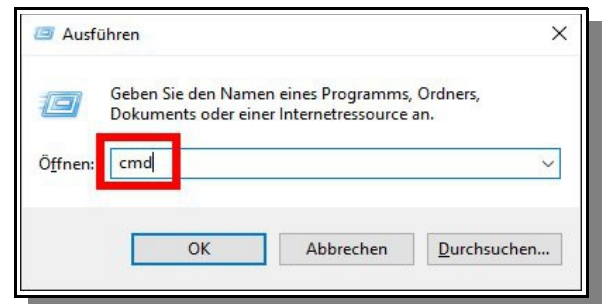 Ausführen
Geben Sie den Namen eines Programms, Ordners,
Dokuments oder einer Internetressource an.
Öffnen: cmd
OK Abbrechen Durchsuchen...